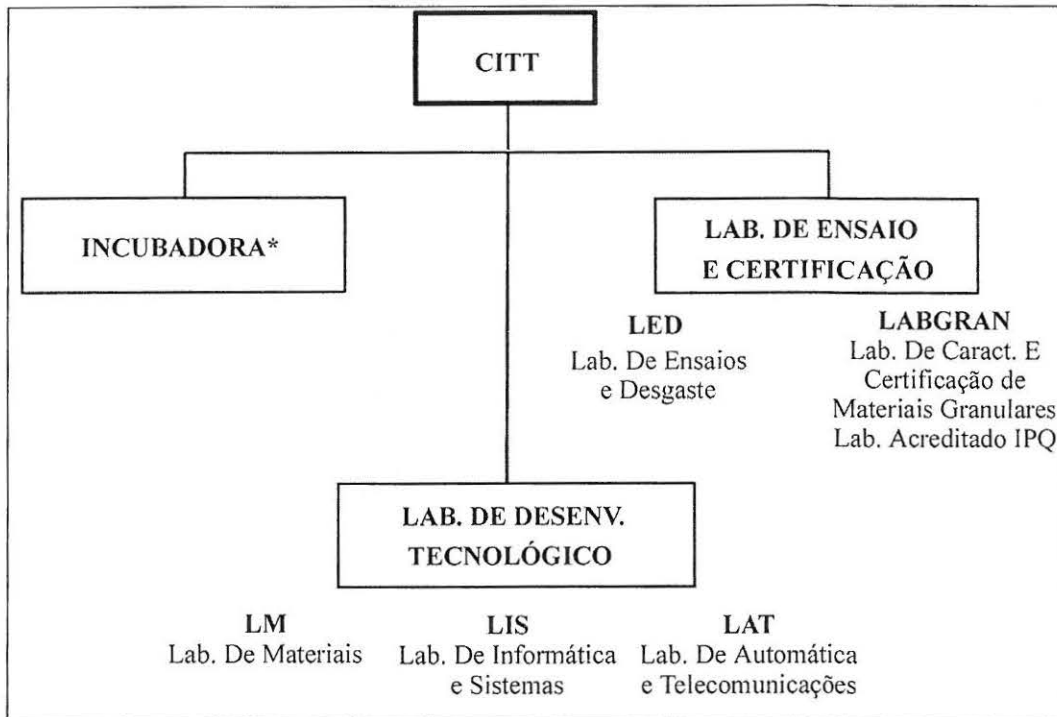 CITT
INCUBADORA*
LAB. DE ENSAIO
E CERTIFICAÇÃO
LED
Lab. De Ensaios
e Desgaste
LABGRAN
Lab. De Caract. E
Certificação de
Materiais Granulares
Lab. Acreditado IPQ
LAB. DE DESENV.
TECNOLÓGICO
LM
Lab. De Materiais
LIS
Lab. De Informática
e Sistemas
LAT
Lab. De Automática
e Telecomunicações